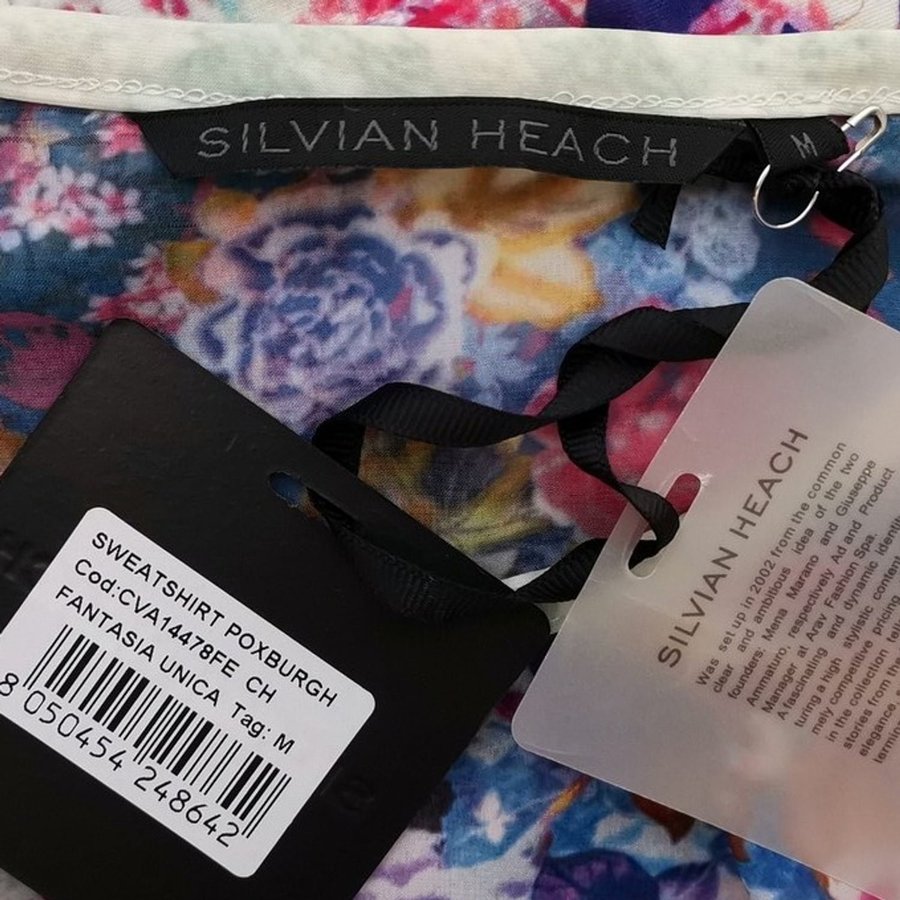 SILVIAN HEACH
M
SWEATSHIRT POXBURGH
Cod:CVA14478FE CH
FANTASIA UNICA Tag: M
8 050454 248642
SILVIAN HEACH
Was set up in 2002 from the common
clear and ambitious idea of the two
founders: Mena Marano and Giuseppe
Ammaturo, respectively Ad and Product
Manager at Arav Fashion Spa.
A fascinating and dynamic identi
turing a high stylistic content
mely competitive pricing
in the collection tell
stories from the
elegance